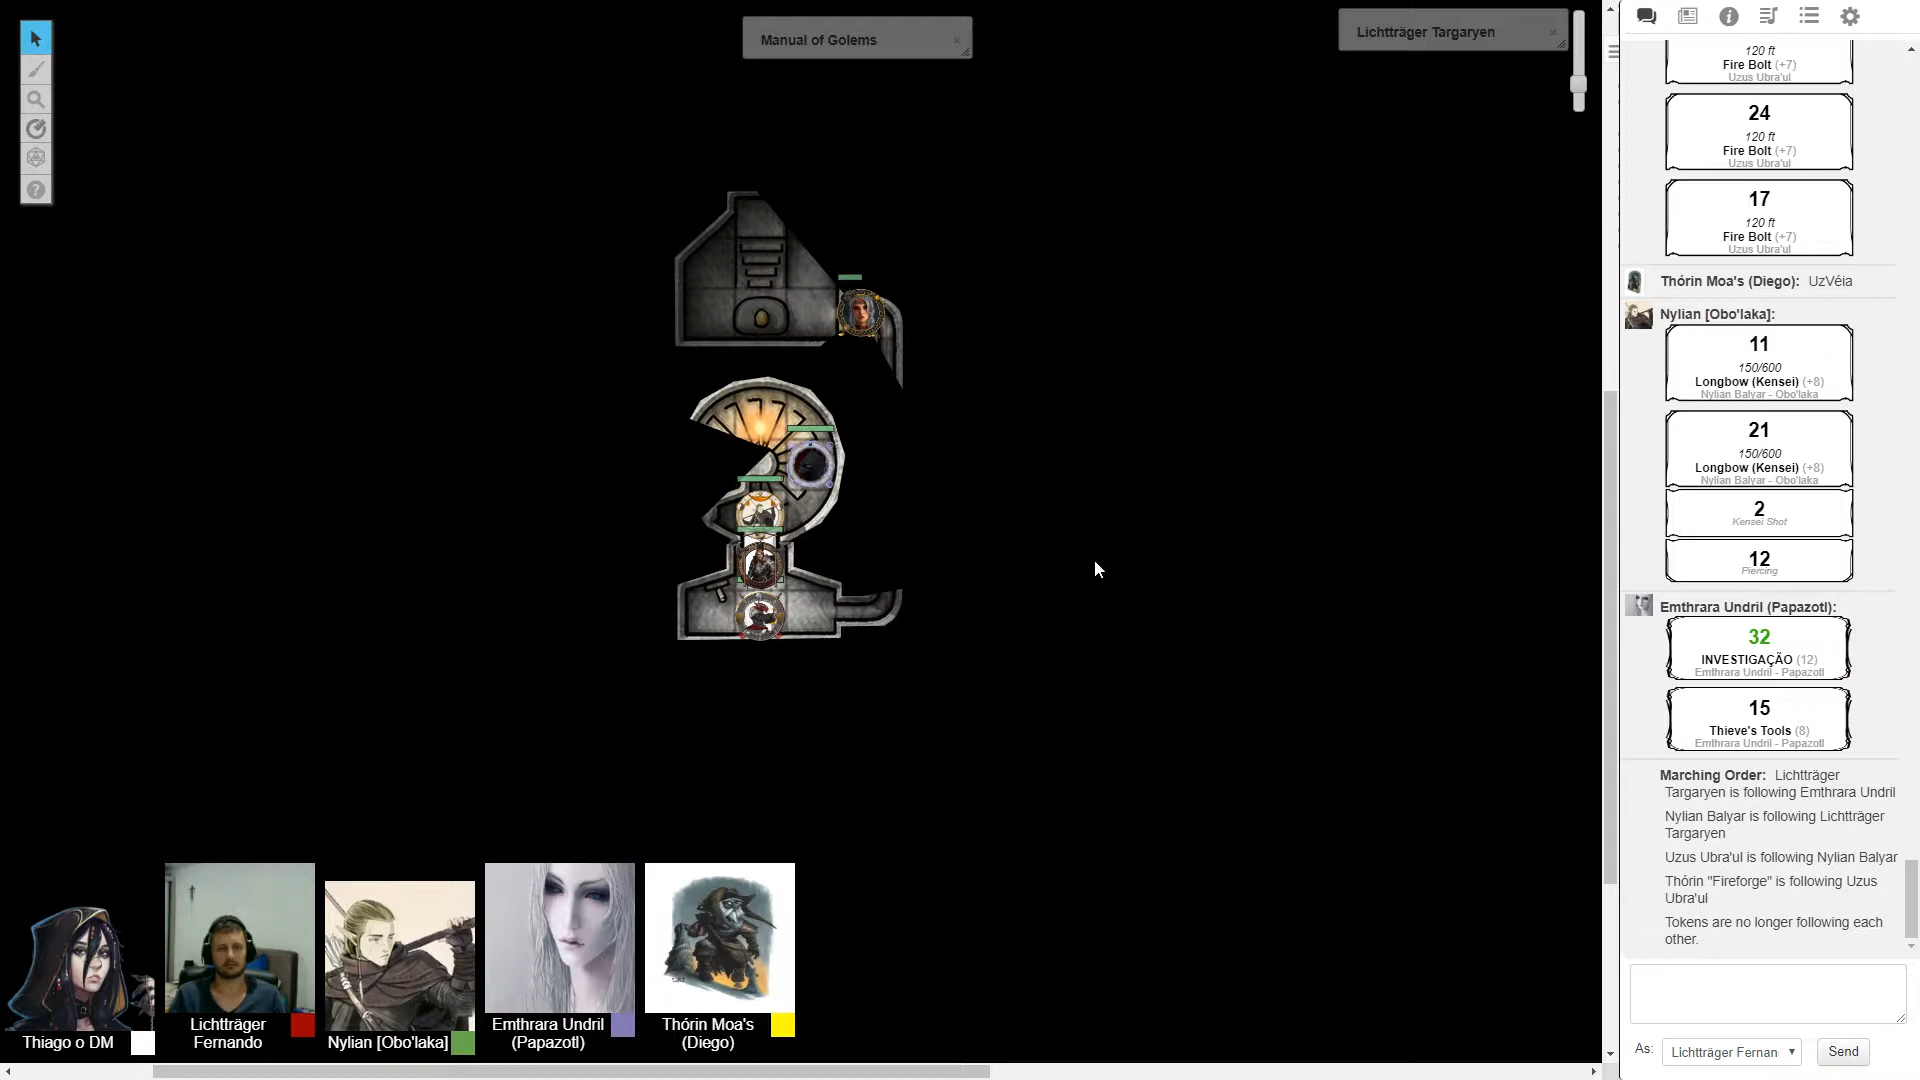 Manual of Golems
Lichtträger Targaryen
120 ft
Fire Bolt (+7)
Uzus Ubra'ul
24
120 ft
Fire Bolt (+7)
Uzus Ubra'ul
17
120 ft
Fire Bolt (+7)
Uzus Ubra'ul
Thórin Moa's (Diego): UzVéia
Nylian [Obo'laka]:
11
150/600
Longbow (Kensei) (+8)
Nylian Balyar - Obo'laka
21
150/600
Longbow (Kensei) (+8)
Nylian Balyar - Obo'laka
2
Kensei Shot
12
Piercing
Emthrara Undril (Papazotl):
32
INVESTIGAÇÃO (12)
Emthrara Undril - Papazotl
15
Thieve's Tools (8)
Emthrara Undril - Papazotl
Marching Order: Lichtträger
Targaryen is following Emthrara Undril
Nylian Balyar is following Lichtträger
Targaryen
Uzus Ubra'ul is following Nylian Balyar
Thórin "Fireforge" is following Uzus
Ubra'ul
Tokens are no longer following each
other.
As: Lichtträger Fernan
Send
Thiago o DM
Lichtträger
Fernando
Nylian [Obo'laka]
Emthrara Undril
(Papazotl)
Thórin Moa's
(Diego)